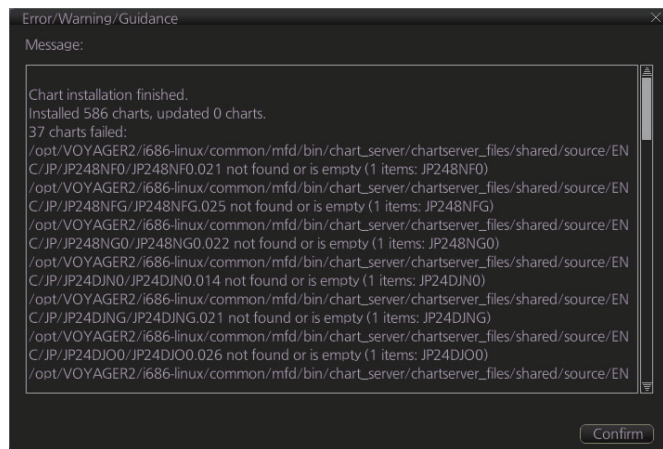 Error/Warning/Guidance
Message:
Chart installation finished.
Installed 586 charts, updated 0 charts.
37 charts failed:
/opt/VOYAGER2/i686-linux/common/mfd/bin/chart_server/chartserver_files/shared/source/EN
C/JP/JP248NF0/JP248NF0.021 not found or is empty (1 items: JP248NF0)
/opt/VOYAGER2/i686-linux/common/mfd/bin/chart_server/chartserver_files/shared/source/EN
C/JP/JP248NFG/JP248NFG.025 not found or is empty (1 items: JP248NFG)
/opt/VOYAGER2/i686-linux/common/mfd/bin/chart_server/chartserver_files/shared/source/EN
C/JP/JP248NG0/JP248NG0.022 not found or is empty (1 items: JP248NG0)
/opt/VOYAGER2/i686-linux/common/mfd/bin/chart_server/chartserver_files/shared/source/EN
C/JP/JP24DJN0/JP24DJN0.014 not found or is empty (1 items: JP24DJN0)
/opt/VOYAGER2/i686-linux/common/mfd/bin/chart_server/chartserver_files/shared/source/EN
C/JP/JP24DJNG/JP24DJNG.021 not found or is empty (1 items: JP24DJNG)
/opt/VOYAGER2/i686-linux/common/mfd/bin/chart_server/chartserver_files/shared/source/EN
C/JP/JP24DJO0/JP24DJO0.026 not found or is empty (1 items: JP24DJO0)
/opt/VOYAGER2/i686-linux/common/mfd/bin/chart_server/chartserver_files/shared/source/EN
Confirm